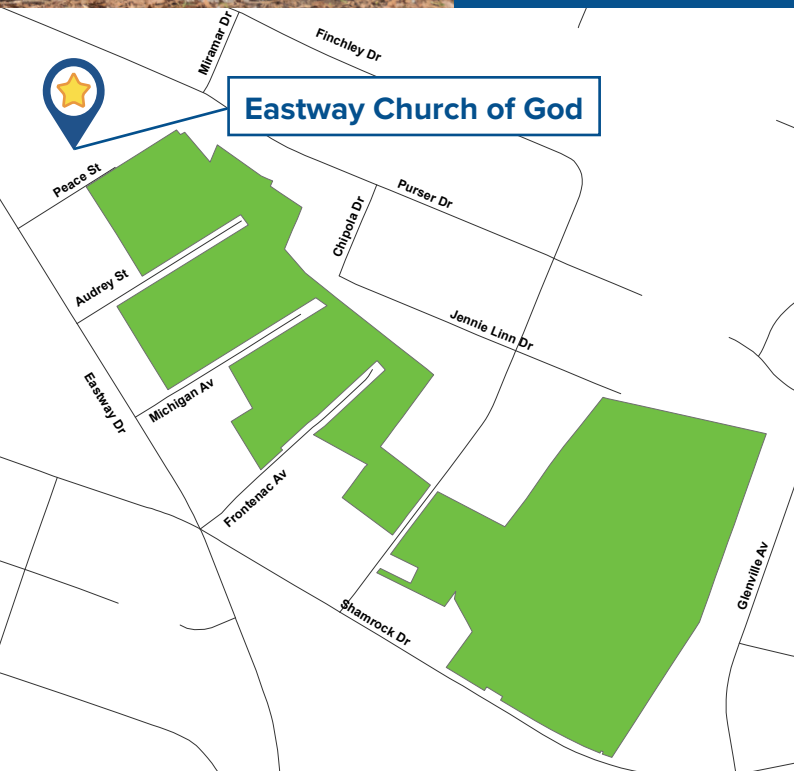 Miramar Dr
Finchley Dr
Eastway Church of God
Peace St
Purser Dr
Chipola Dr
Audrey St
Jennie Linn Dr
Eastway Dr
Michigan Av
Frontenac Av
Glenville Av
Shamrock Dr